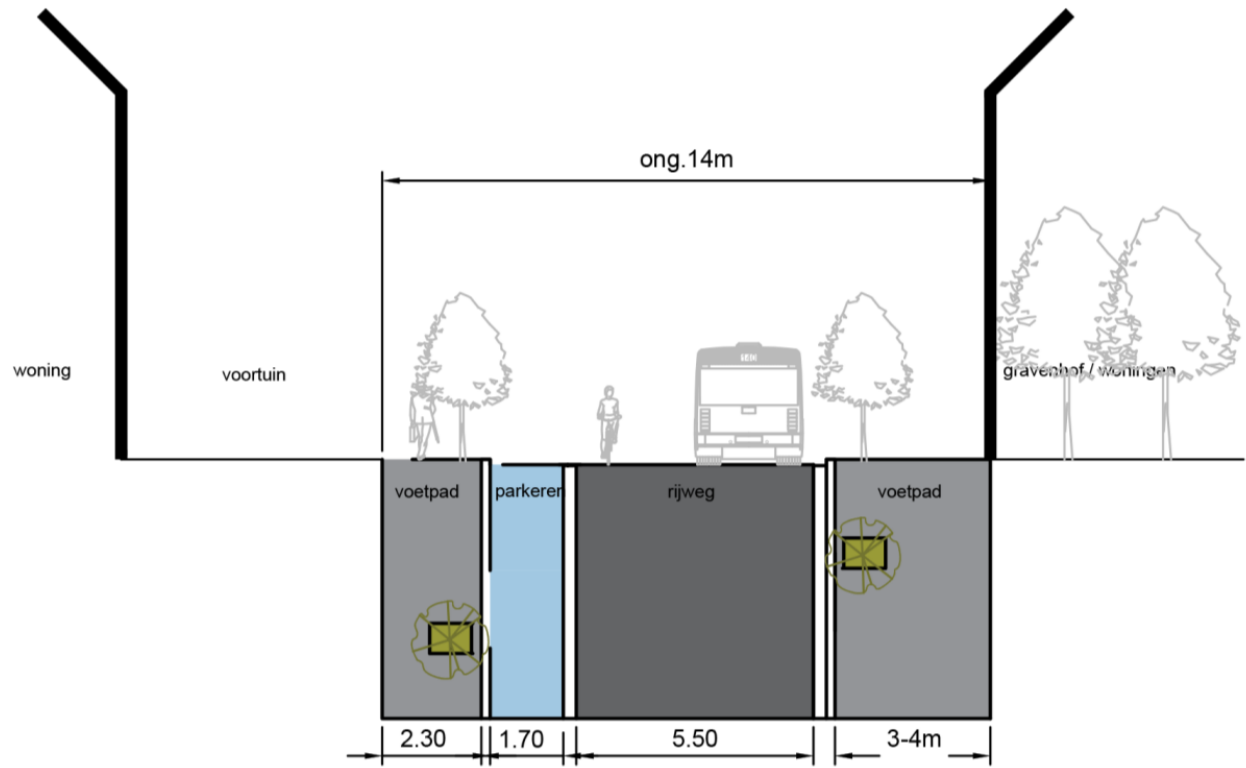 ong.14m
woning
voortuin
gravenhof / woningen
voetpad
parkeren
rijweg
voetpad
2.30
1.70
5.50
3-4m